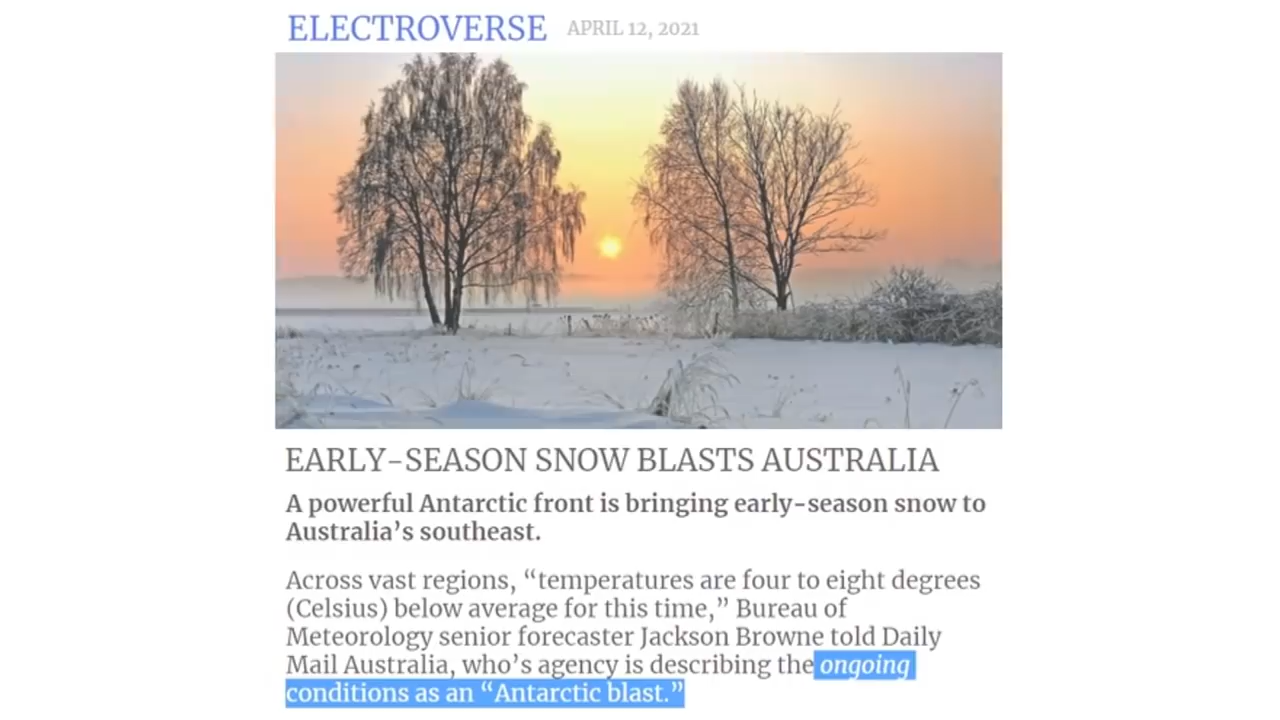 ELECTROVERSE APRIL 12, 2021
EARLY-SEASON SNOW BLASTS AUSTRALIA
A powerful Antarctic front is bringing early-season snow to
Australia’s southeast.
Across vast regions, “temperatures are four to eight degrees
(Celsius) below average for this time,” Bureau of
Meteorology senior forecaster Jackson Browne told Daily
Mail Australia, who’s agency is describing the ongoing
conditions as an “Antarctic blast.”